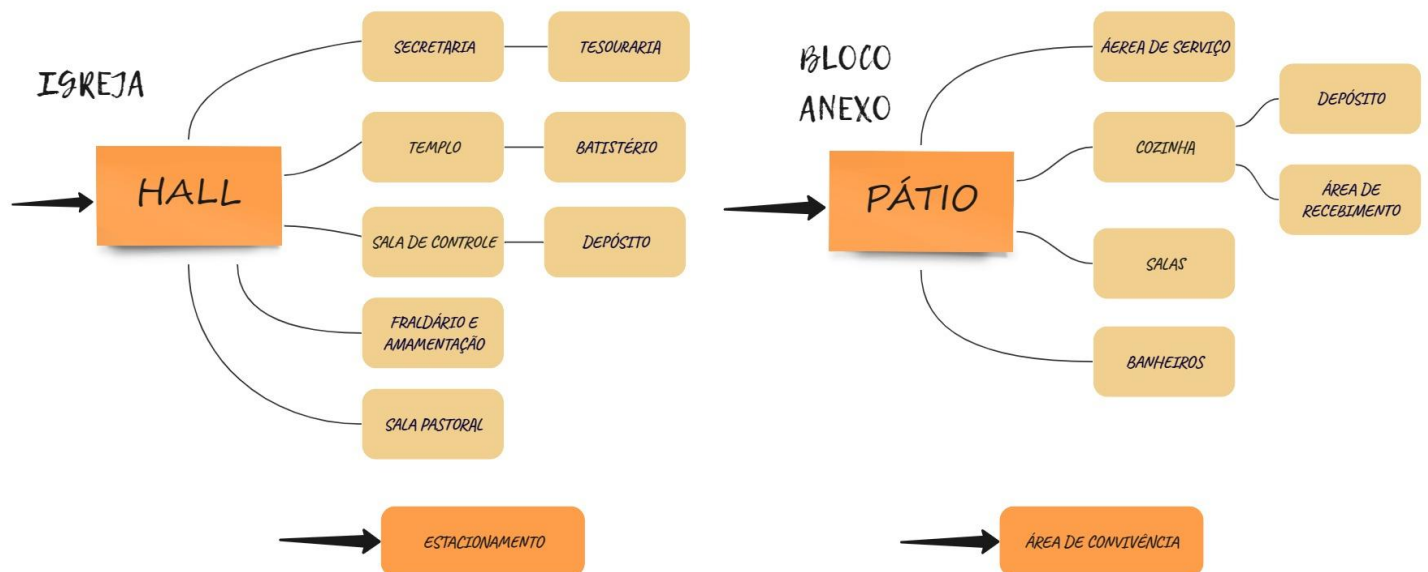 IGREJA
HALL
SECRETARIA
TESOURARIA
TEMPLO
BATISTÉRIO
SALA DE CONTROLE
DEPÓSITO
FRALDÁRIO E
AMAMENTAÇÃO
SALA PASTORAL
ESTACIONAMENTO
BLOCO
ANEXO
PÁTIO
ÁEREA DE SERVIÇO
COZINHA
DEPÓSITO
ÁREA DE
RECEBIMENTO
SALAS
BANHEIROS
ÁREA DE CONVIVÊNCIA